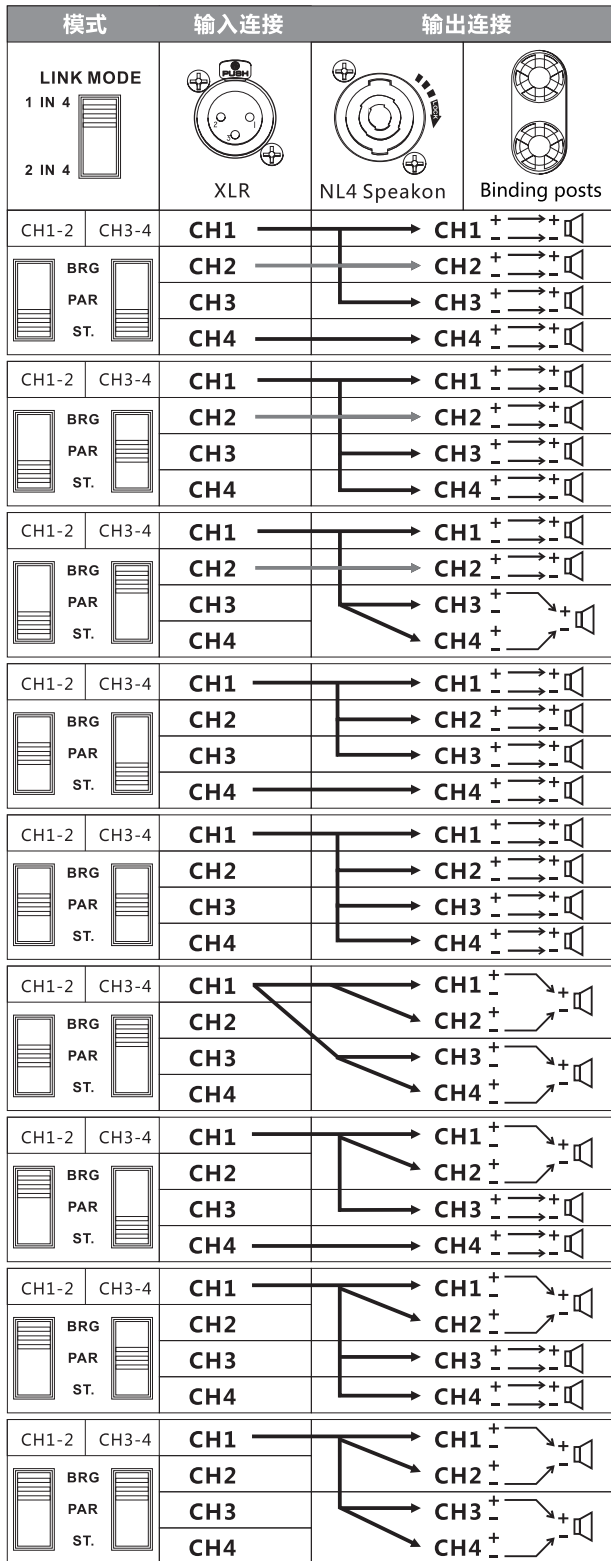 模式 输入连接 输出连接
LINK MODE
1 IN 4
2 IN 4
PUSH
2 1
3
XLR
LOCK
NL4 Speakon
Binding posts
CH1-2 CH3-4 CH1 CH1 + - + -
BRG CH2 CH2 + - + -
PAR CH3 CH3 + - + -
ST. CH4 CH4 + - + -
CH1-2 CH3-4 CH1 CH1 + - + -
BRG CH2 CH2 + - + -
PAR CH3 CH3 + - + -
ST. CH4 CH4 + - + -
CH1-2 CH3-4 CH1 CH1 + - + -
BRG CH2 CH2 + - + -
PAR CH3 CH3 + - + -
ST. CH4 CH4 + -
CH1-2 CH3-4 CH1 CH1 + - + -
BRG CH2 CH2 + - + -
PAR CH3 CH3 + - + -
ST. CH4 CH4 + - + -
CH1-2 CH3-4 CH1 CH1 + - + -
BRG CH2 CH2 + - + -
PAR CH3 CH3 + - + -
ST. CH4 CH4 + - + -
CH1-2 CH3-4 CH1 CH1 + - + -
BRG CH2 CH2 + -
PAR CH3 CH3 + - + -
ST. CH4 CH4 + -
CH1-2 CH3-4 CH1 CH1 + - + -
BRG CH2 CH2 + -
PAR CH3 CH3 + - + -
ST. CH4 CH4 + - + -
CH1-2 CH3-4 CH1 CH1 + - + -
BRG CH2 CH2 + -
PAR CH3 CH3 + - + -
ST. CH4 CH4 + - + -
CH1-2 CH3-4 CH1 CH1 + - + -
BRG CH2 CH2 + -
PAR CH3 CH3 + - + -
ST. CH4 CH4 + -